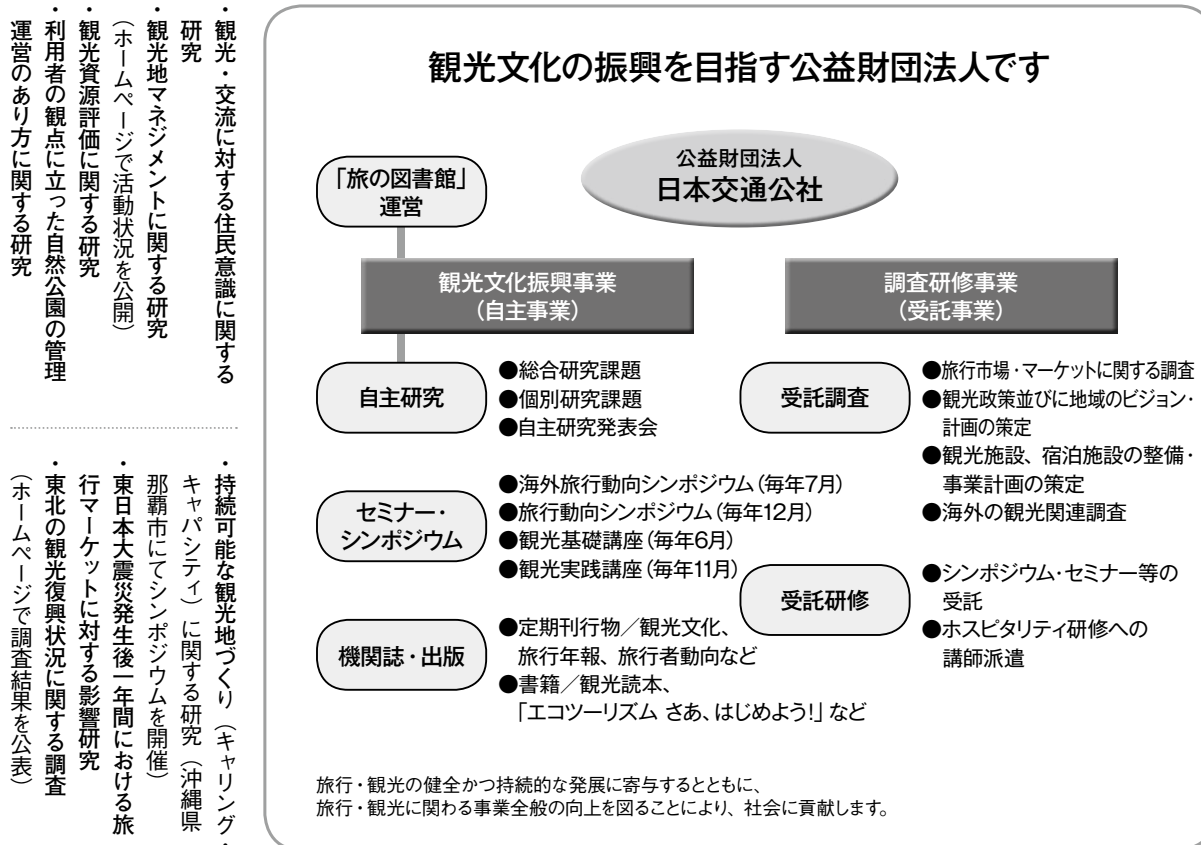 ・観光・交流に対する住民意識に関する
研究
・観光地マネジメントに関する研究
(ホームページで活動状況を公開)
・観光資源評価に関する研究
・利用者の観点に立った自然公園の管理
運営のあり方に関する研究
・持続可能な観光地づくり(キャリング・
キャパシティ)に関する研究(沖縄県
那覇市にてシンポジウムを開催)
・東日本大震災発生後一年間における旅
行マーケットに対する影響研究
・東北の観光復興状況に関する調査
(ホームページで調査結果を公表)
観光文化の振興を目指す公益財団法人です
公益財団法人
日本交通公社
「旅の図書館」
運営
観光文化振興事業
(自主事業)
自主研究
●総合研究課題
●個別研究課題
●自主研究発表会
セミナー・
シンポジウム
●海外旅行動向シンポジウム(毎年7月)
●旅行動向シンポジウム(毎年12月)
●観光基礎講座(毎年6月)
●観光実践講座(毎年11月)
機関誌・出版
●定期刊行物/観光文化、
旅行年報、旅行者動向など
●書籍/観光読本、
「エコツーリズム さあ、はじめよう!」など
調査研修事業
(受託事業)
受託調査
●旅行市場・マーケットに関する調査
●観光政策並びに地域のビジョン・
計画の策定
●観光施設、宿泊施設の整備・
事業計画の策定
●海外の観光関連調査
受託研修
●シンポジウム・セミナー等の
受託
●ホスピタリティ研修への
講師派遣
旅行・観光の健全かつ持続的な発展に寄与するとともに、
旅行・観光に関わる事業全般の向上を図ることにより、社会に貢献します。